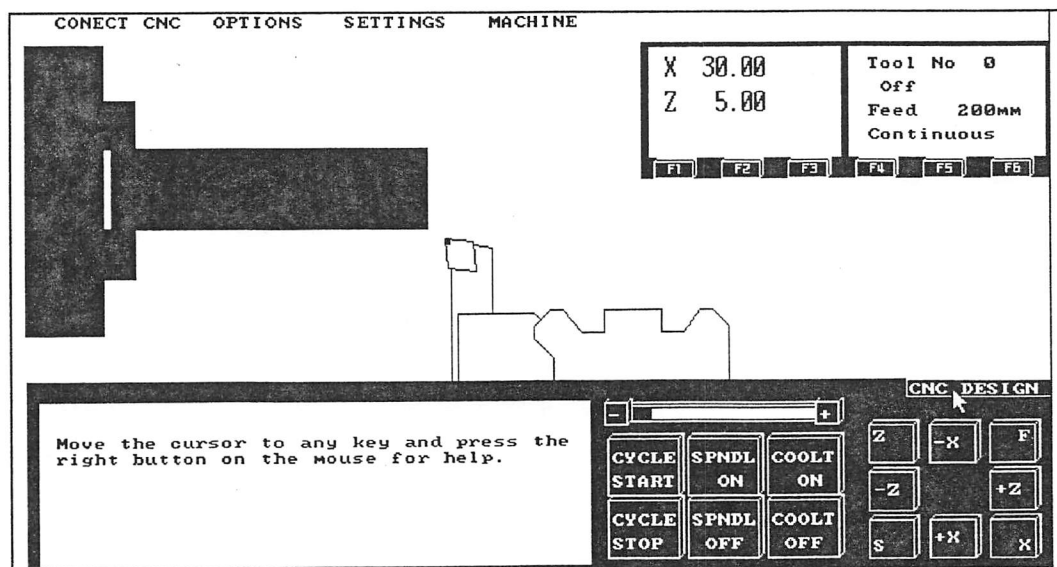 CONECT CNC OPTIONS SETTINGS MACHINE
X 30.00
Z 5.00
Tool No 0
Off
Feed 200mm
Continuous
F1 F2 F3 F4 F5 F6
CNC DESIGN
Move the cursor to any key and press the
right button on the mouse for help.
- +
CYCLE START
SPNDL ON
COOLT ON
CYCLE STOP
SPNDL OFF
COOLT OFF
Z -X F
-Z +Z
S +X X